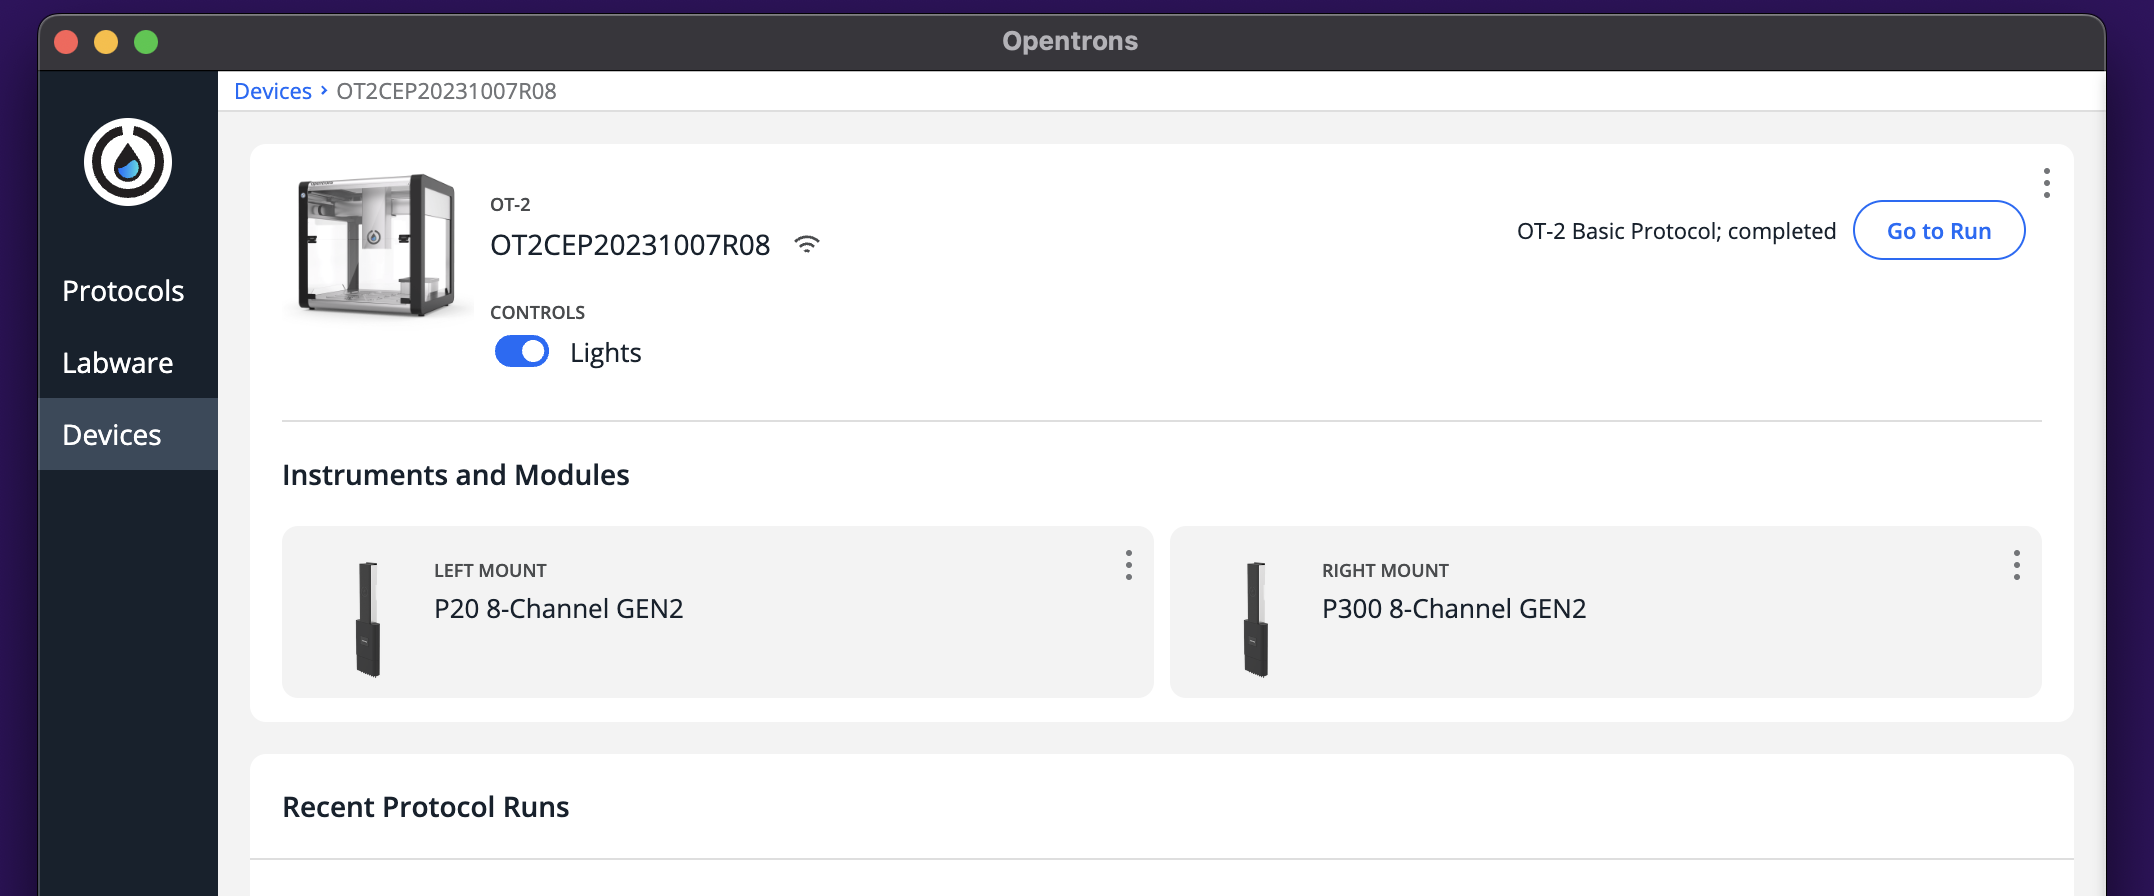 Opentrons
Devices › OT2CEP20231007R08
Protocols
Labware
Devices
OT-2
OT2CEP20231007R08
OT-2 Basic Protocol; completed
Go to Run
CONTROLS
Lights
Instruments and Modules
LEFT MOUNT
P20 8-Channel GEN2
RIGHT MOUNT
P300 8-Channel GEN2
Recent Protocol Runs